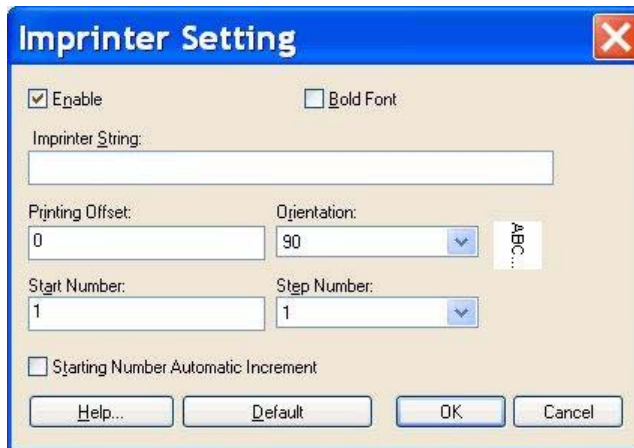 Imprinter Setting
Enable Bold Font
Imprinter String:
Printing Offset: Orientation:
0 90 ABC...
Start Number: Step Number:
1 1
Starting Number Automatic Increment
Help... Default OK Cancel